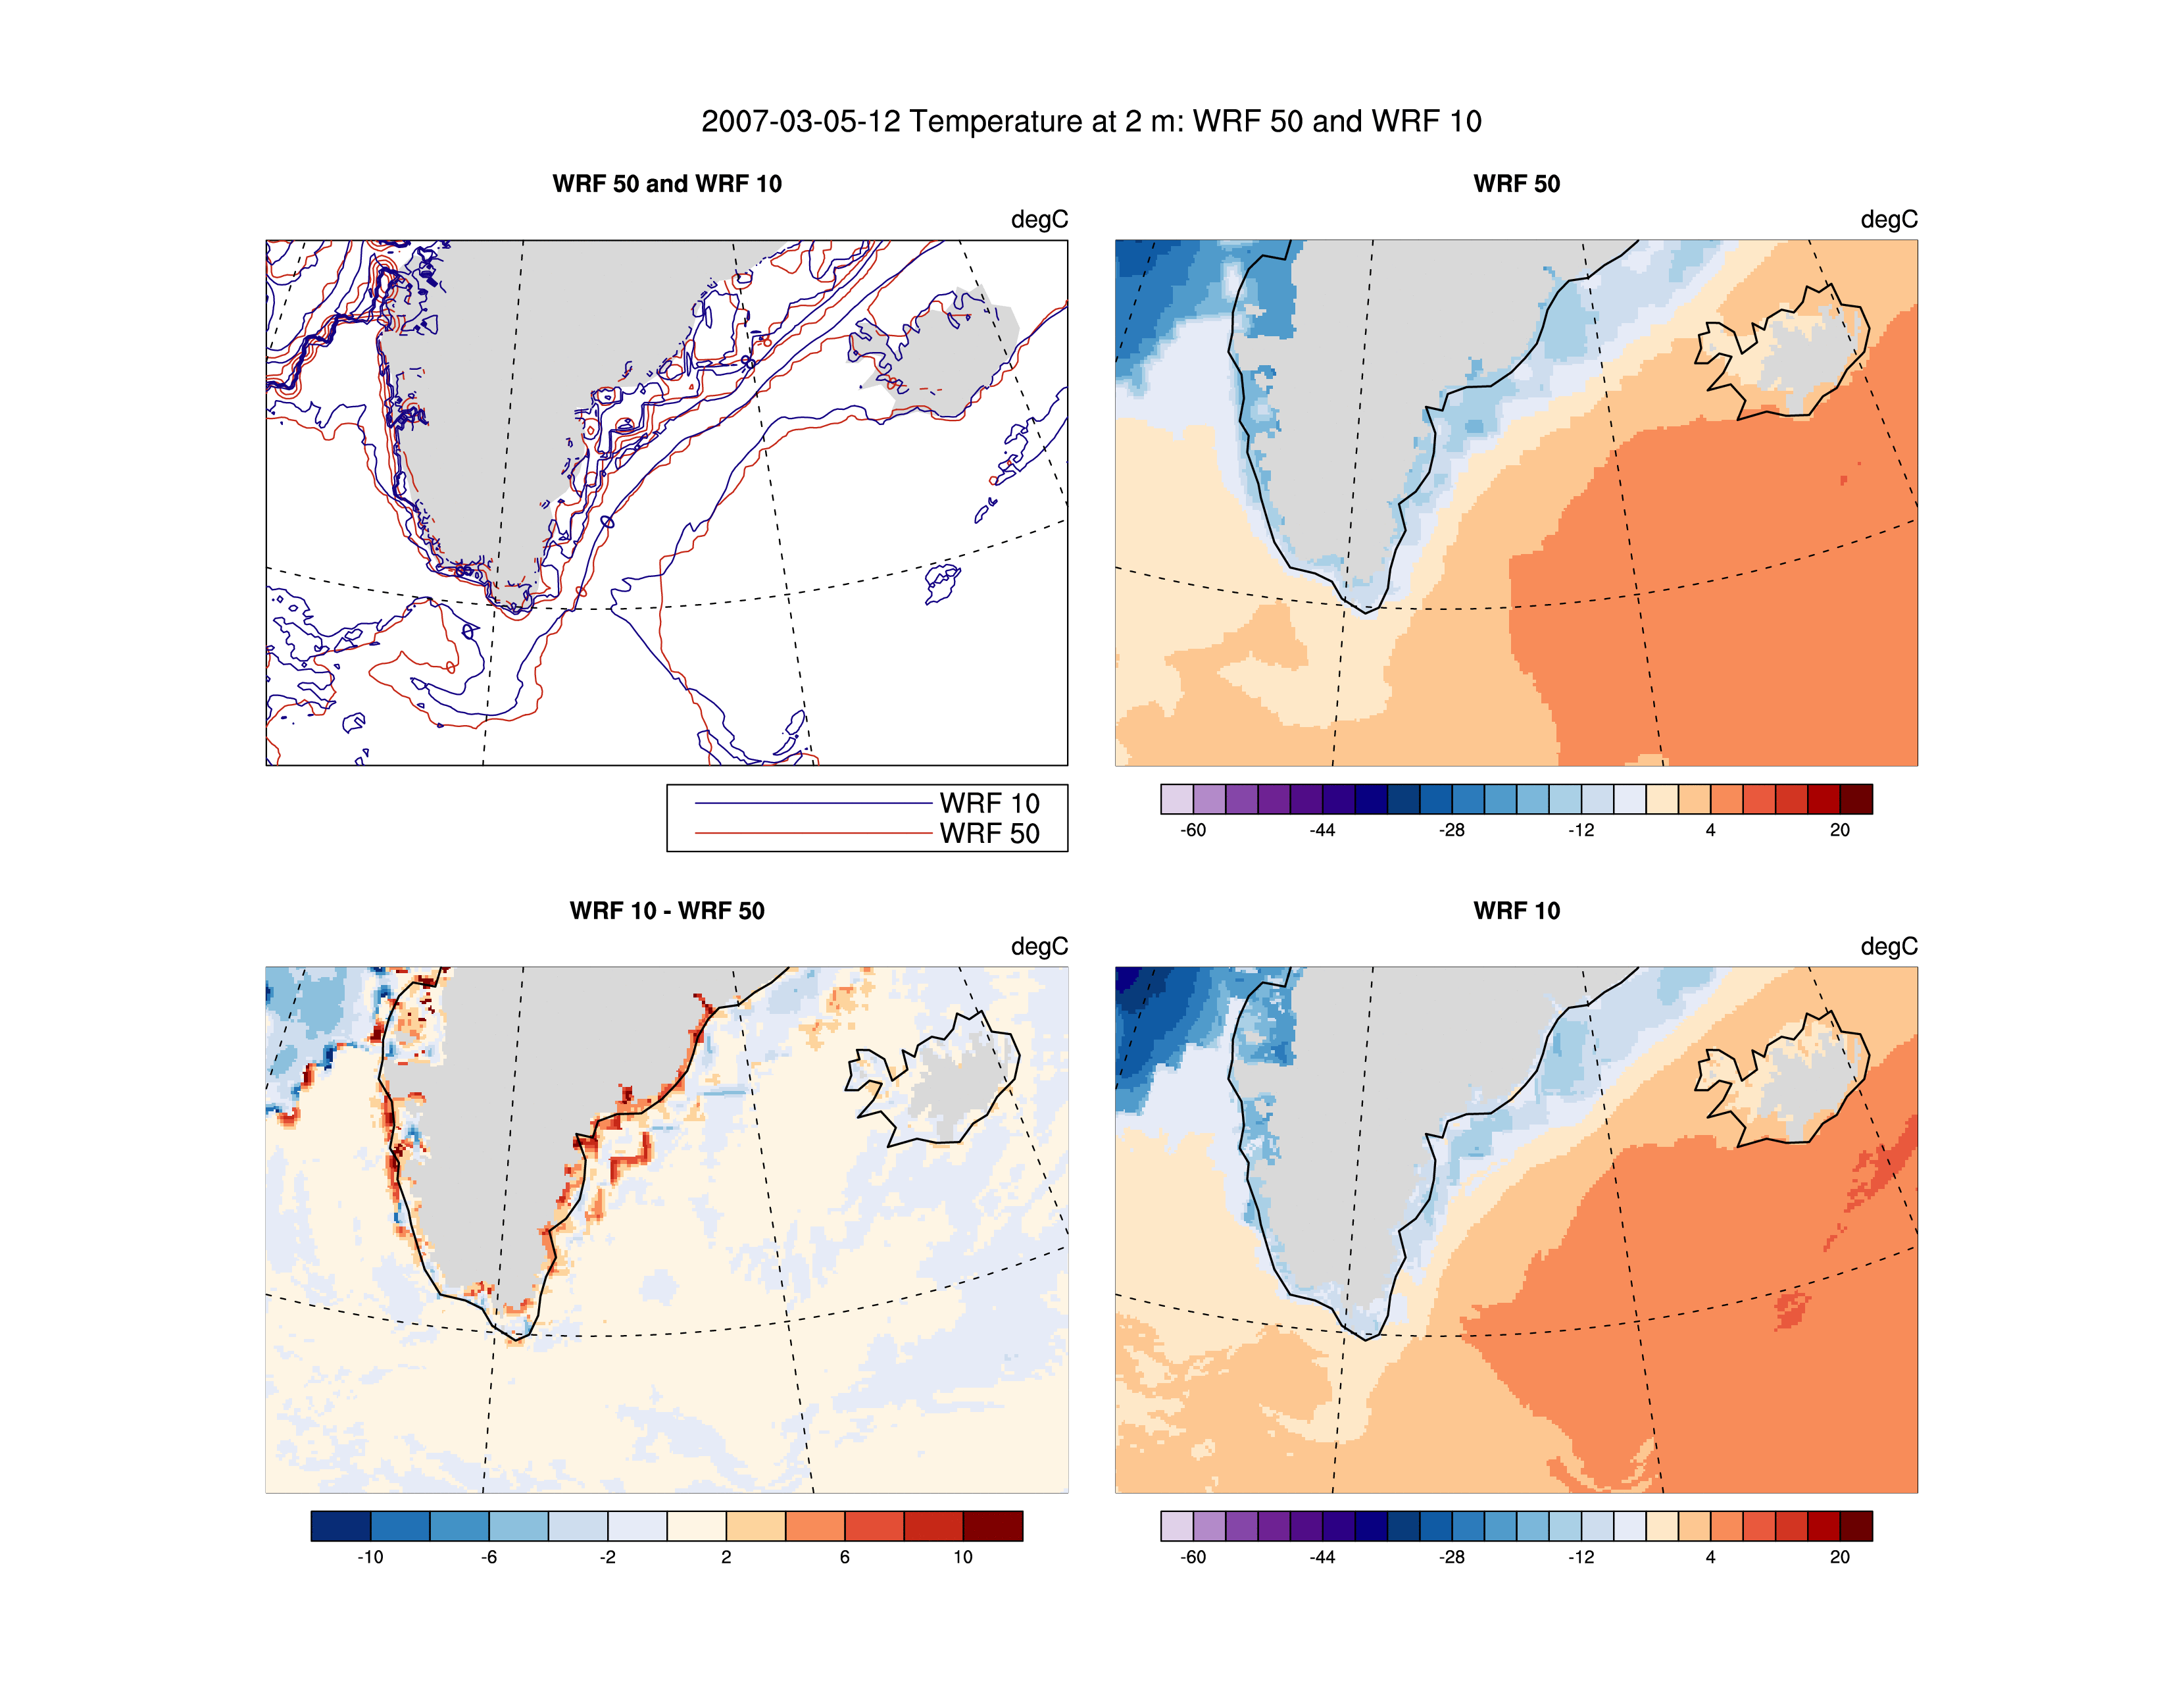 2007-03-05-12 Temperature at 2 m: WRF 50 and WRF 10
WRF 50 and WRF 10
degC
WRF 10
WRF 50
WRF 50
degC
-60 -44 -28 -12 4 20
WRF 10 - WRF 50
degC
-10 -6 -2 2 6 10
WRF 10
degC
-60 -44 -28 -12 4 20